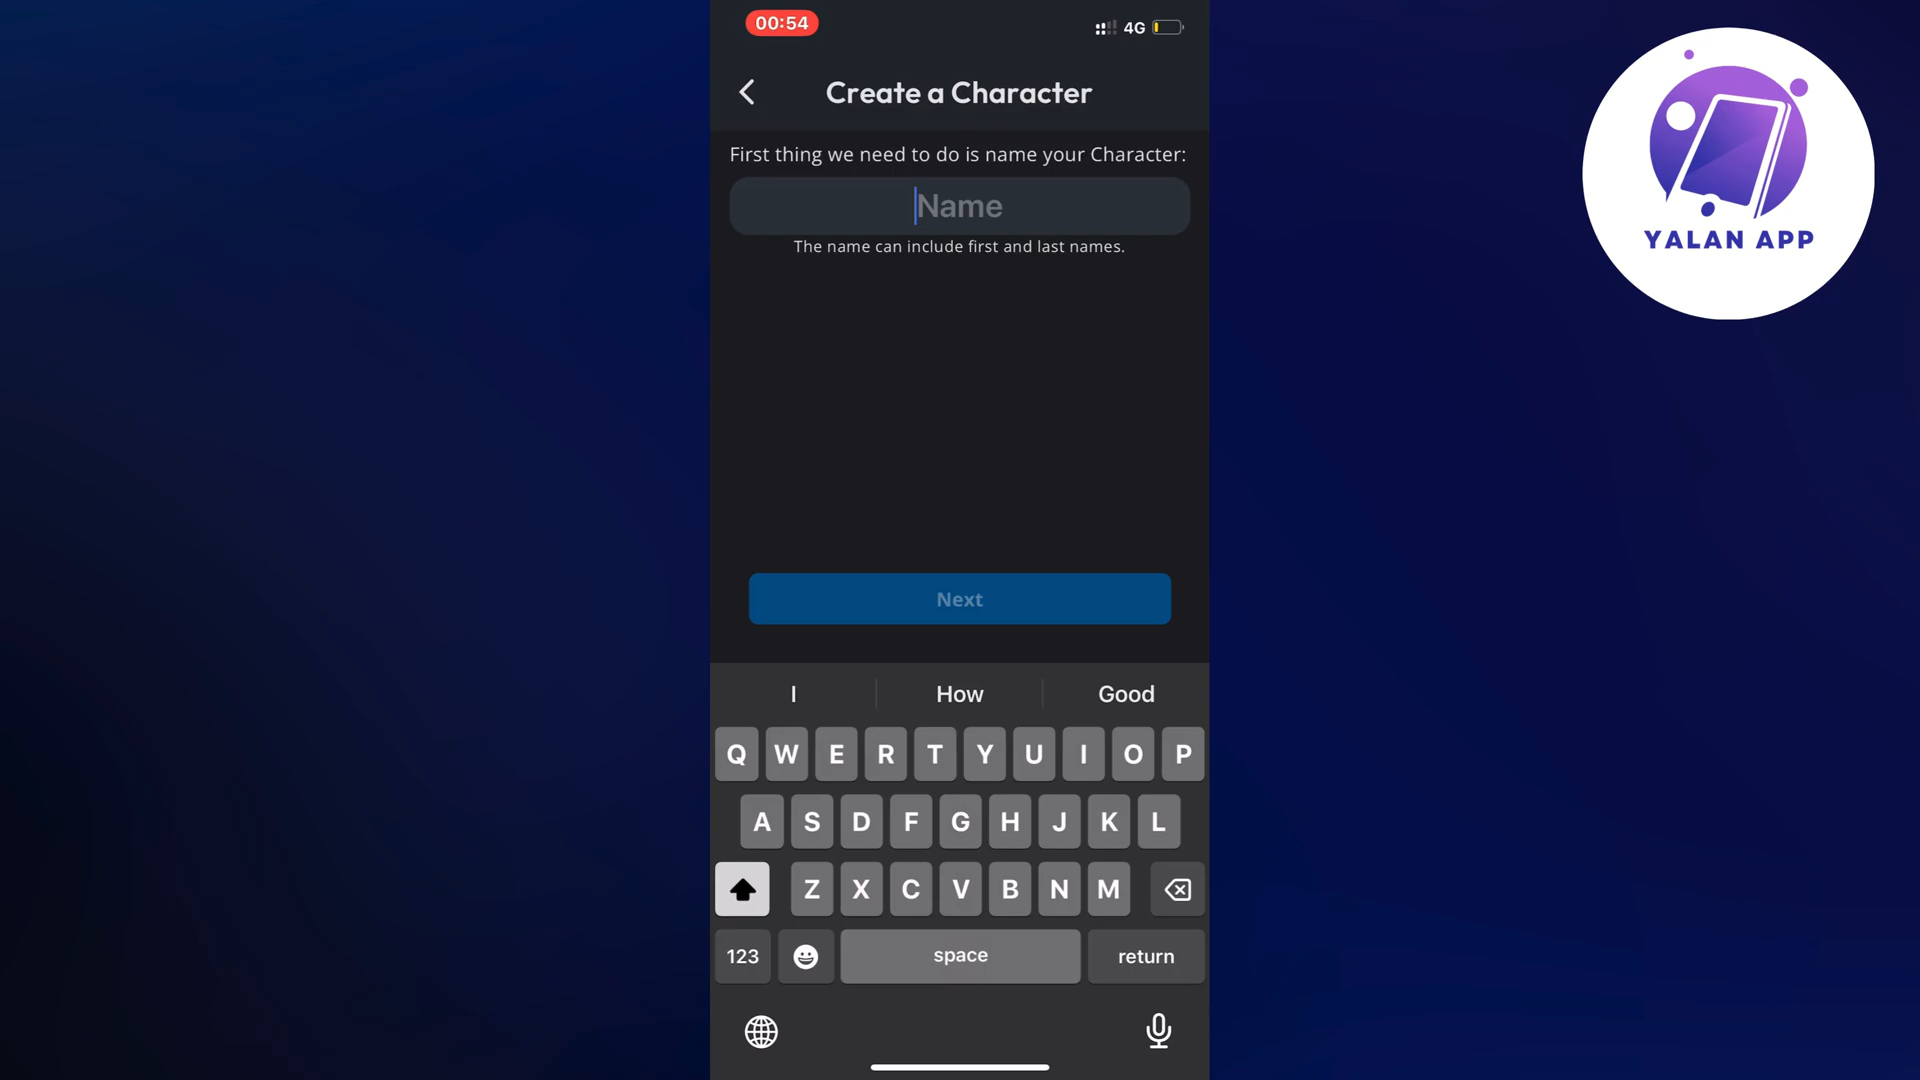 00:54
4G
Create a Character
First thing we need to do is name your Character:
Name
The name can include first and last names.
Next
I How Good
Q W E R T Y U I O P
A S D F G H J K L
Z X C V B N M
123 space return
YALAN APP